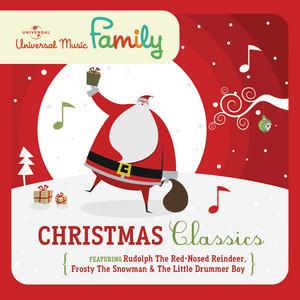 UNIVERSAL
Universal Music Family
CHRISTMAS Classics
FEATURING Rudolph The Red-Nosed Reindeer,
Frosty The Snowman & The Little Drummer Boy